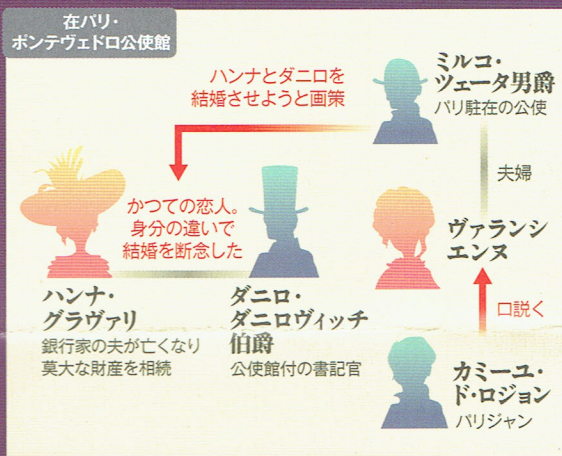 在パリ・
ポンテヴェドロ公使館
ハンナとダニロを
結婚させようと画策
ミルコ・
ツェータ男爵
パリ駐在の公使
夫婦
かつての恋人。
身分の違いで
結婚を断念した
ヴァランシ
エンヌ
ハンナ・
グラヴァリ
銀行家の夫が亡くなり
莫大な財産を相続
ダニロ・
ダニロヴィッチ
伯爵
公使館付の書記官
口説く
カミーユ・
ド・ロジョン
パリジャン